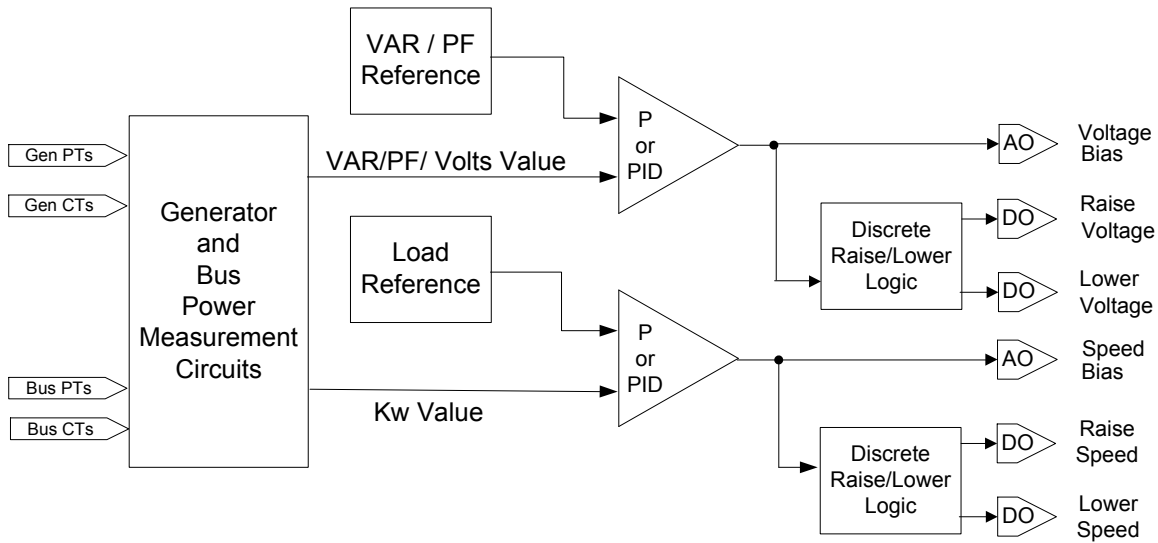 VAR / PF
Reference
Gen PTs
Gen CTs
Bus PTs
Bus CTs
Generator
and
Bus
Power
Measurement
Circuits
VAR/PF/ Volts Value
Load
Reference
Kw Value
P
or
PID
P
or
PID
AO
Voltage
Bias
Discrete
Raise/Lower
Logic
DO
Raise
Voltage
DO
Lower
Voltage
AO
Speed
Bias
Discrete
Raise/Lower
Logic
DO
Raise
Speed
DO
Lower
Speed